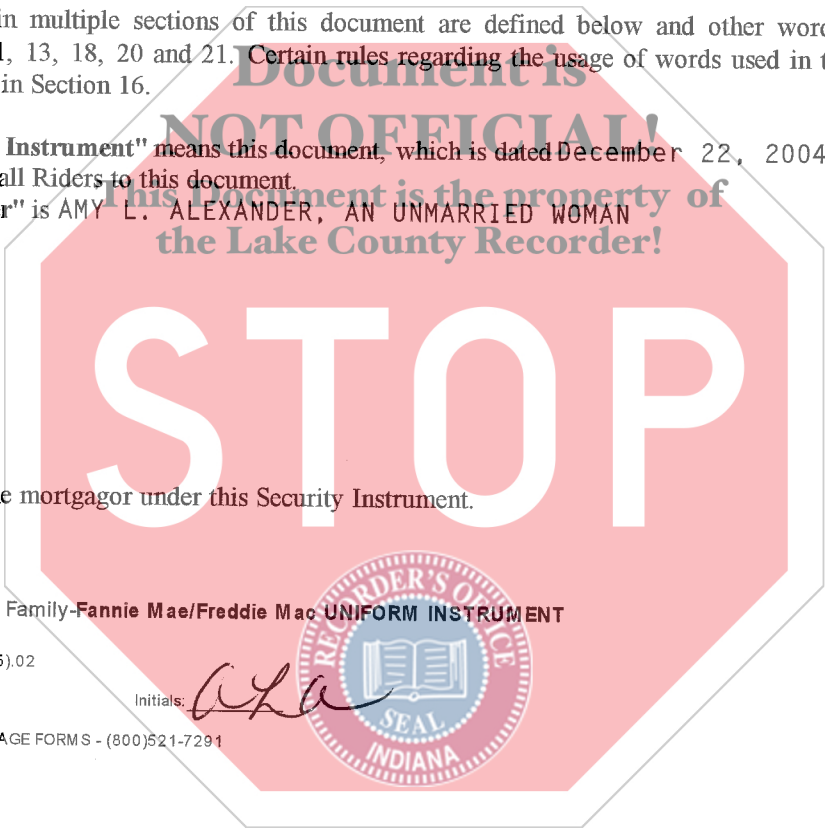 in multiple sections of this document are defined below and other word
1, 13, 18, 20 and 21. Certain rules regarding the usage of words used in t
in Section 16.
Document is
NOT OFFICIAL!
Instrument" means this document, which is dated December 22, 2004
all Riders to this document.
This Document is the property of
r" is AMY L. ALEXANDER, AN UNMARRIED WOMAN
the Lake County Recorder!
STOP
e mortgagor under this Security Instrument.
Family-Fannie Mae/Freddie Mac UNIFORM INSTRUMENT
).02
Initials: ALA
AGE FORMS - (800)521-7291
RECORDER'S OFFICE
SEAL
INDIANA